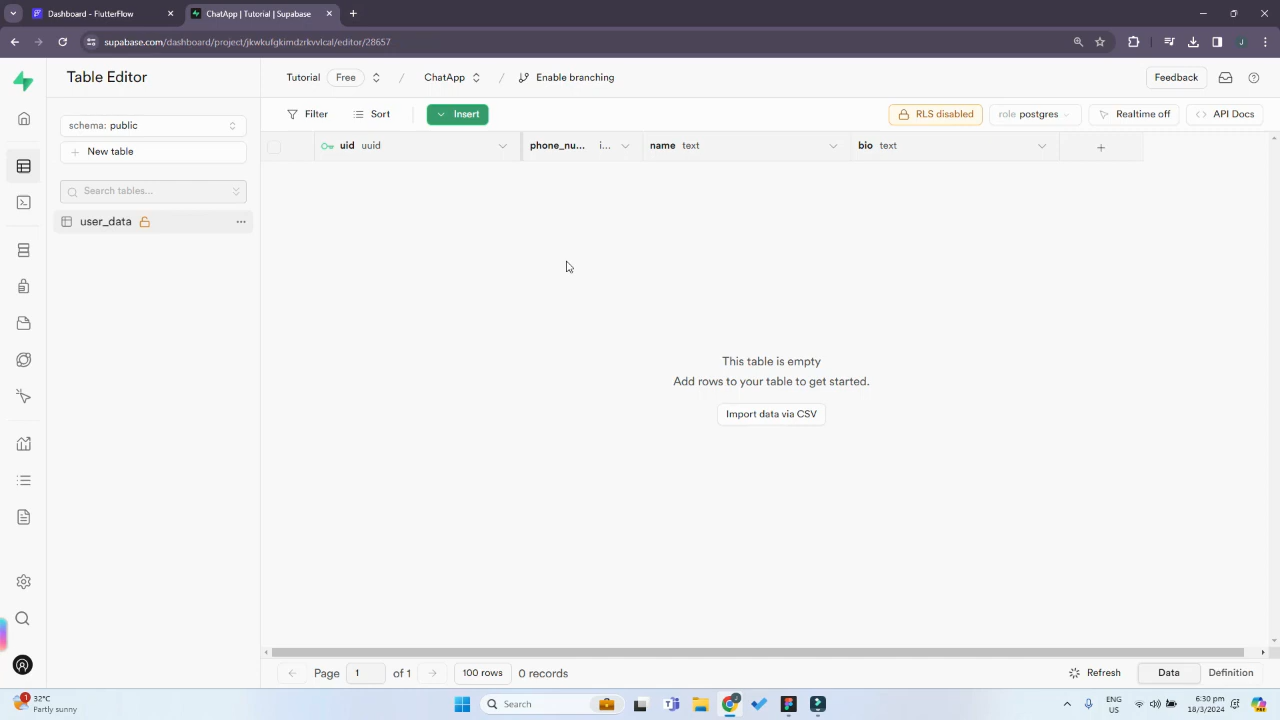 Dashboard - FlutterFlow
ChatApp | Tutorial | Supabase
supabase.com/dashboard/project/jkwkufgkimdzrkvvlcal/editor/28657
J
Table Editor
Tutorial Free / ChatApp / Enable branching
Feedback
Filter Sort Insert
RLS disabled role postgres Realtime off API Docs
schema: public
New table
Search tables...
user_data
uid uuid phone_nu... i... name text bio text
This table is empty
Add rows to your table to get started.
Import data via CSV
Page 1 of 1 100 rows 0 records
Refresh Data Definition
1
32°C
Partly sunny
Search
ENG
US
6:30 pm
18/3/2024